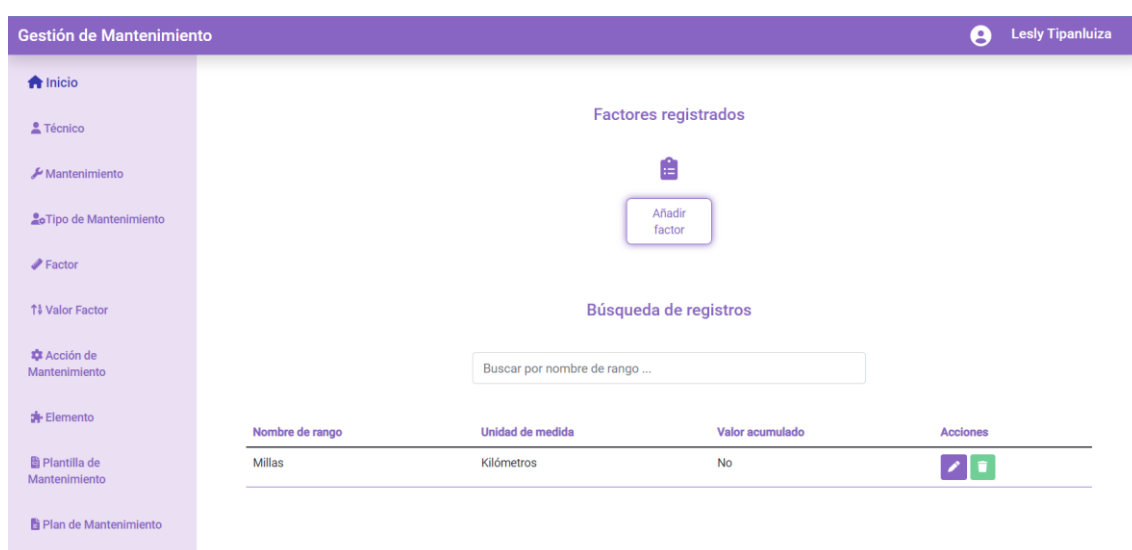 Gestión de Mantenimiento
Lesly Tipanluiza
Inicio
Técnico
Mantenimiento
Tipo de Mantenimiento
Factor
Valor Factor
Acción de
Mantenimiento
Elemento
Plantilla de
Mantenimiento
Plan de Mantenimiento
Factores registrados
Añadir
factor
Búsqueda de registros
Buscar por nombre de rango ...
Nombre de rango Unidad de medida Valor acumulado Acciones
Millas Kilómetros No